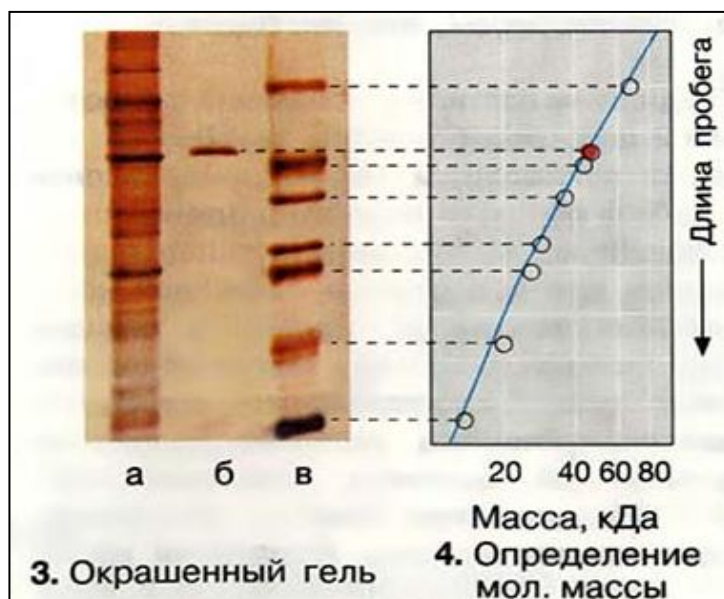 Длина пробега
а б в
20 40 60 80
Масса, кДа
3. Окрашенный гель
4. Определение
мол. массы